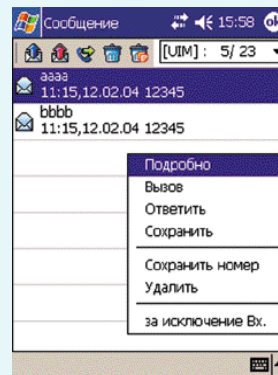 Сообщение 15:58 ok
[UIM] : 5/ 23
aaaa
11:15,12.02.04 12345
bbbb
11:15,12.02.04 12345
Подробно
Вызов
Ответить
Сохранить
Сохранить номер
Удалить
за исключение Вх.